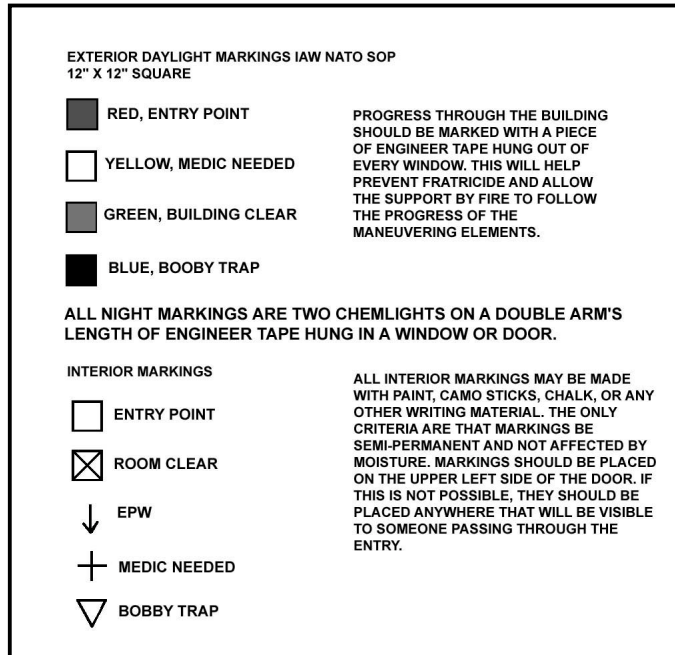 EXTERIOR DAYLIGHT MARKINGS IAW NATO SOP
12" X 12" SQUARE
RED, ENTRY POINT
YELLOW, MEDIC NEEDED
GREEN, BUILDING CLEAR
BLUE, BOOBY TRAP
PROGRESS THROUGH THE BUILDING
SHOULD BE MARKED WITH A PIECE
OF ENGINEER TAPE HUNG OUT OF
EVERY WINDOW. THIS WILL HELP
PREVENT FRATRICIDE AND ALLOW
THE SUPPORT BY FIRE TO FOLLOW
THE PROGRESS OF THE
MANEUVERING ELEMENTS.
ALL NIGHT MARKINGS ARE TWO CHEMLIGHTS ON A DOUBLE ARM'S
LENGTH OF ENGINEER TAPE HUNG IN A WINDOW OR DOOR.
INTERIOR MARKINGS
ENTRY POINT
ROOM CLEAR
EPW
MEDIC NEEDED
BOBBY TRAP
ALL INTERIOR MARKINGS MAY BE MADE
WITH PAINT, CAMO STICKS, CHALK, OR ANY
OTHER WRITING MATERIAL. THE ONLY
CRITERIA ARE THAT MARKINGS BE
SEMI-PERMANENT AND NOT AFFECTED BY
MOISTURE. MARKINGS SHOULD BE PLACED
ON THE UPPER LEFT SIDE OF THE DOOR. IF
THIS IS NOT POSSIBLE, THEY SHOULD BE
PLACED ANYWHERE THAT WILL BE VISIBLE
TO SOMEONE PASSING THROUGH THE
ENTRY.